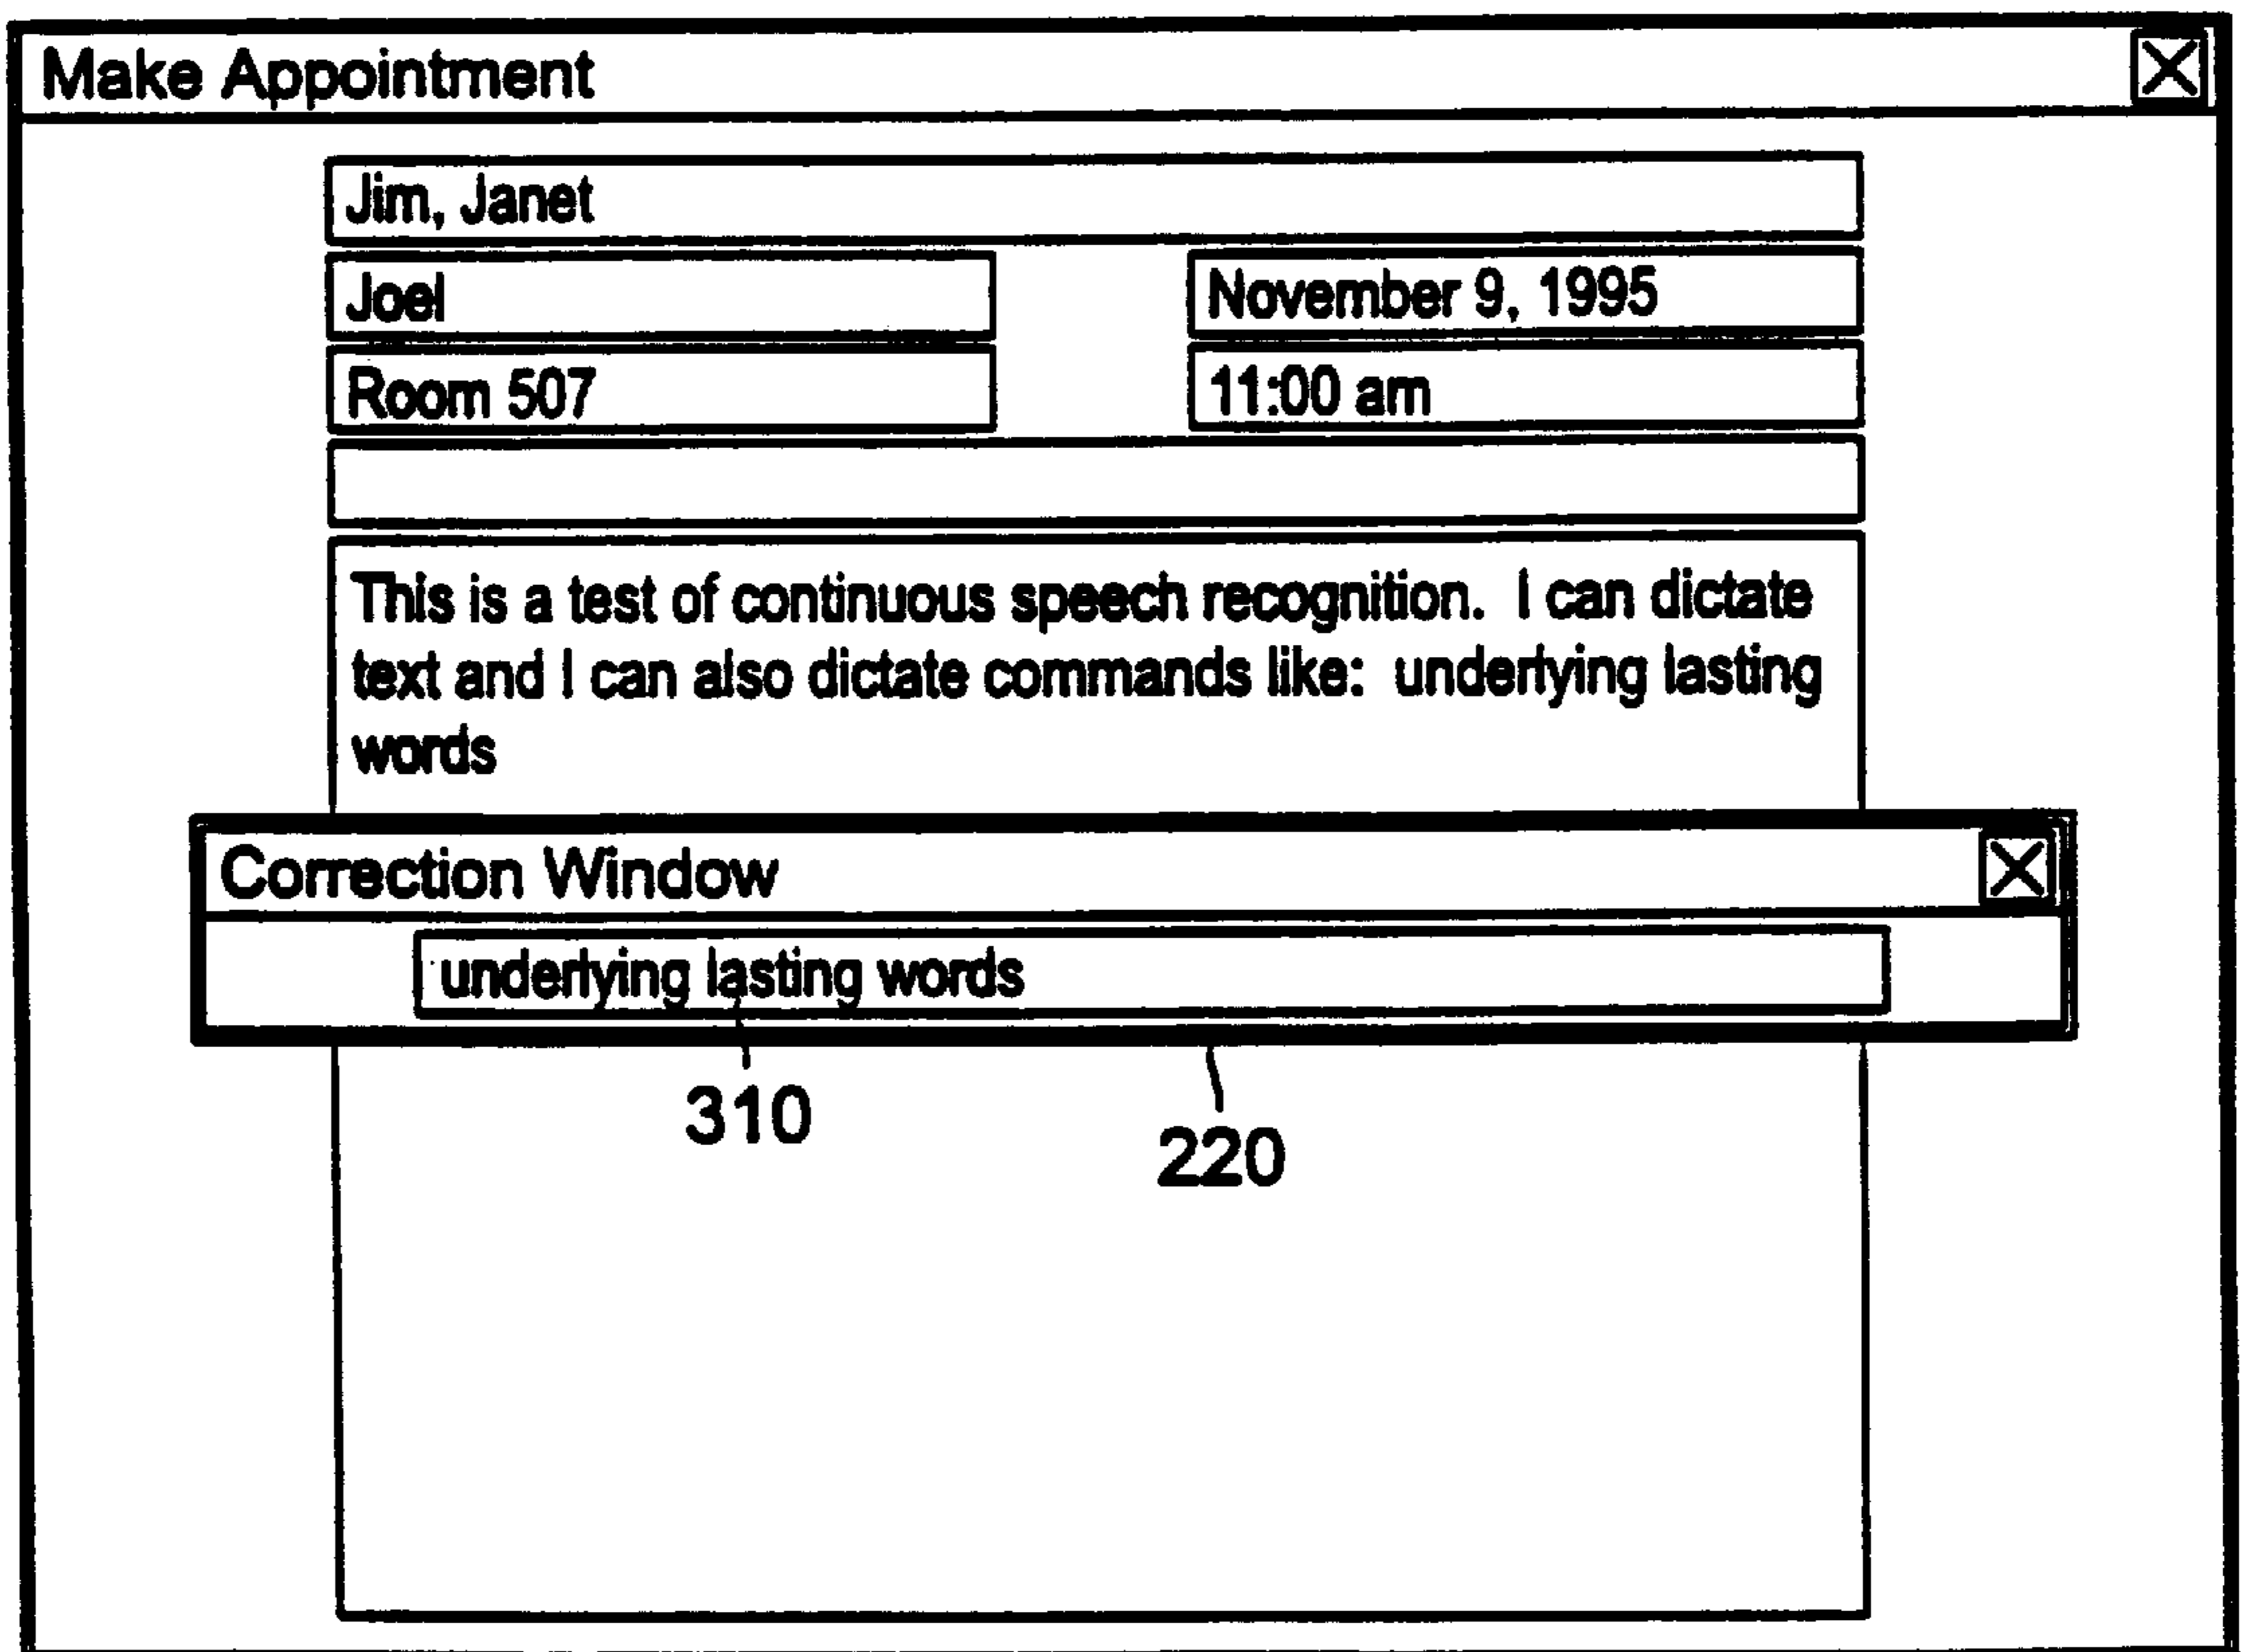 Make Appointment
Jim, Janet
Joel
November 9, 1995
Room 507
11:00 am
This is a test of continuous speech recognition.  I can dictate
text and I can also dictate commands like:  underlying lasting
words
Correction Window
underlying lasting words
310
220